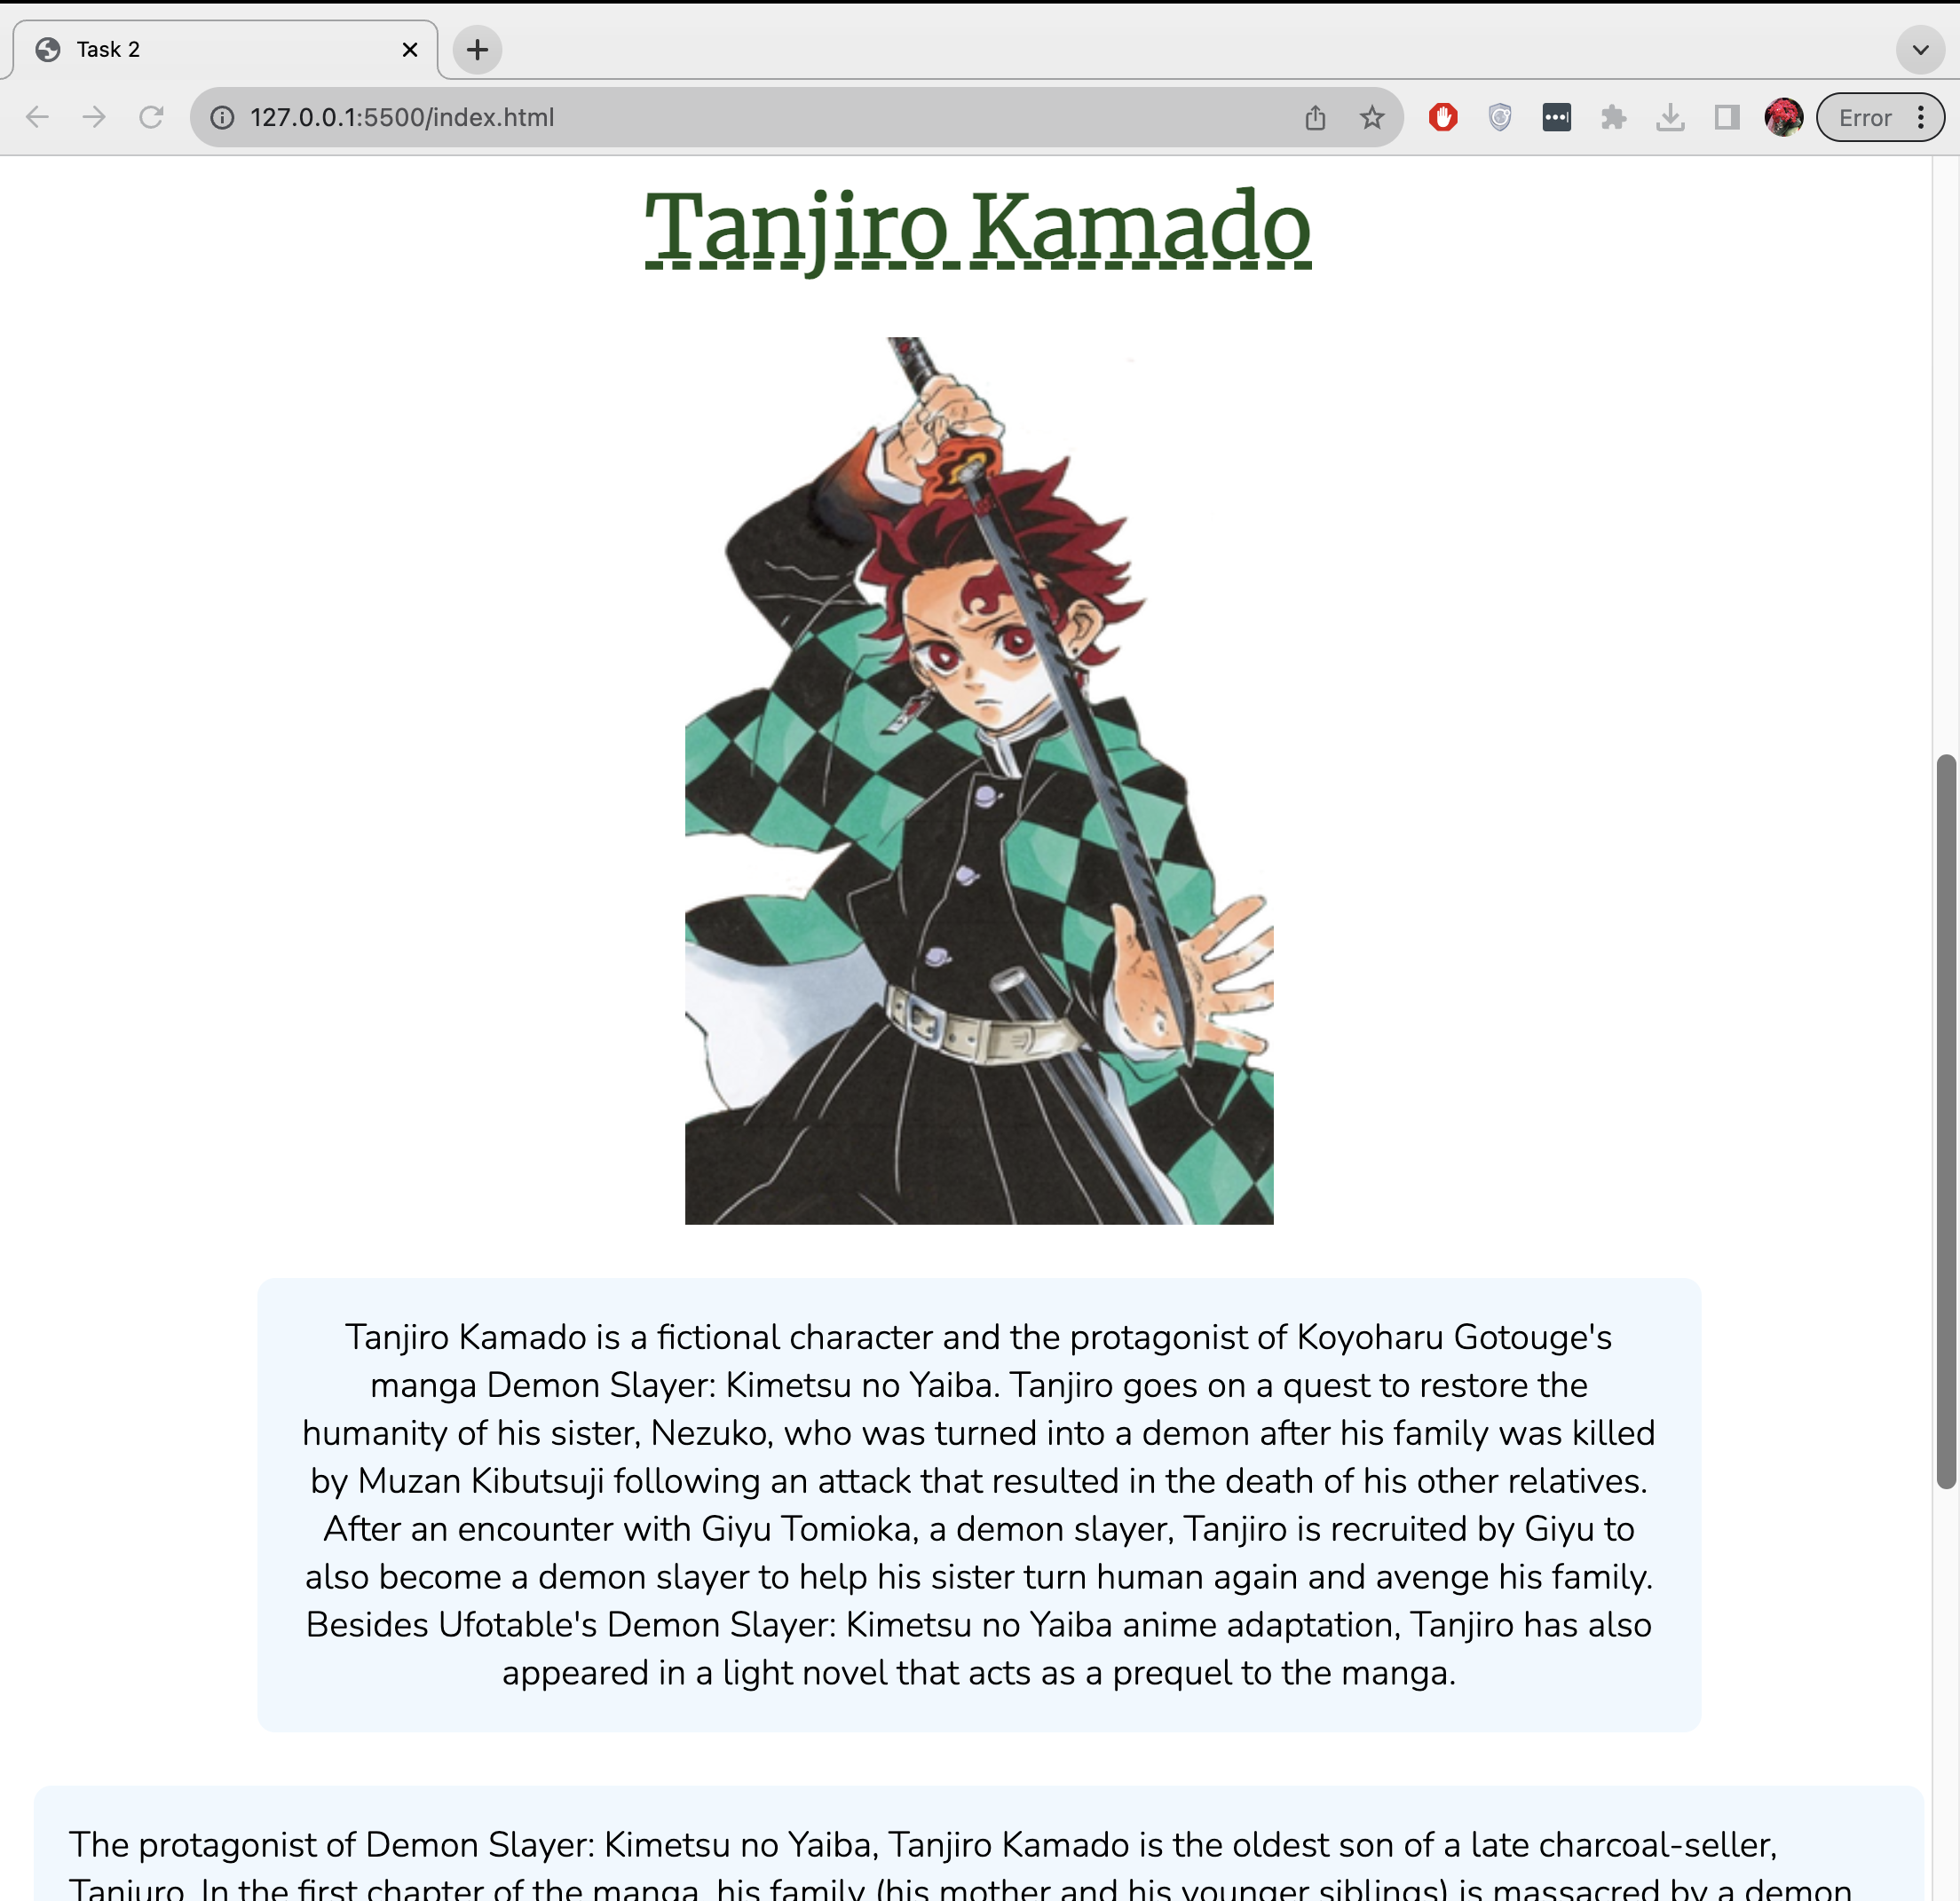 Task 2
127.0.0.1:5500/index.html
Error
Tanjiro Kamado
Tanjiro Kamado is a fictional character and the protagonist of Koyoharu Gotouge's
manga Demon Slayer: Kimetsu no Yaiba. Tanjiro goes on a quest to restore the
humanity of his sister, Nezuko, who was turned into a demon after his family was killed
by Muzan Kibutsuji following an attack that resulted in the death of his other relatives.
After an encounter with Giyu Tomioka, a demon slayer, Tanjiro is recruited by Giyu to
also become a demon slayer to help his sister turn human again and avenge his family.
Besides Ufotable's Demon Slayer: Kimetsu no Yaiba anime adaptation, Tanjiro has also
appeared in a light novel that acts as a prequel to the manga.
The protagonist of Demon Slayer: Kimetsu no Yaiba, Tanjiro Kamado is the oldest son of a late charcoal-seller,
Tanjuro. In the first chapter of the manga, his family (his mother and his younger siblings) is massacred by a demon